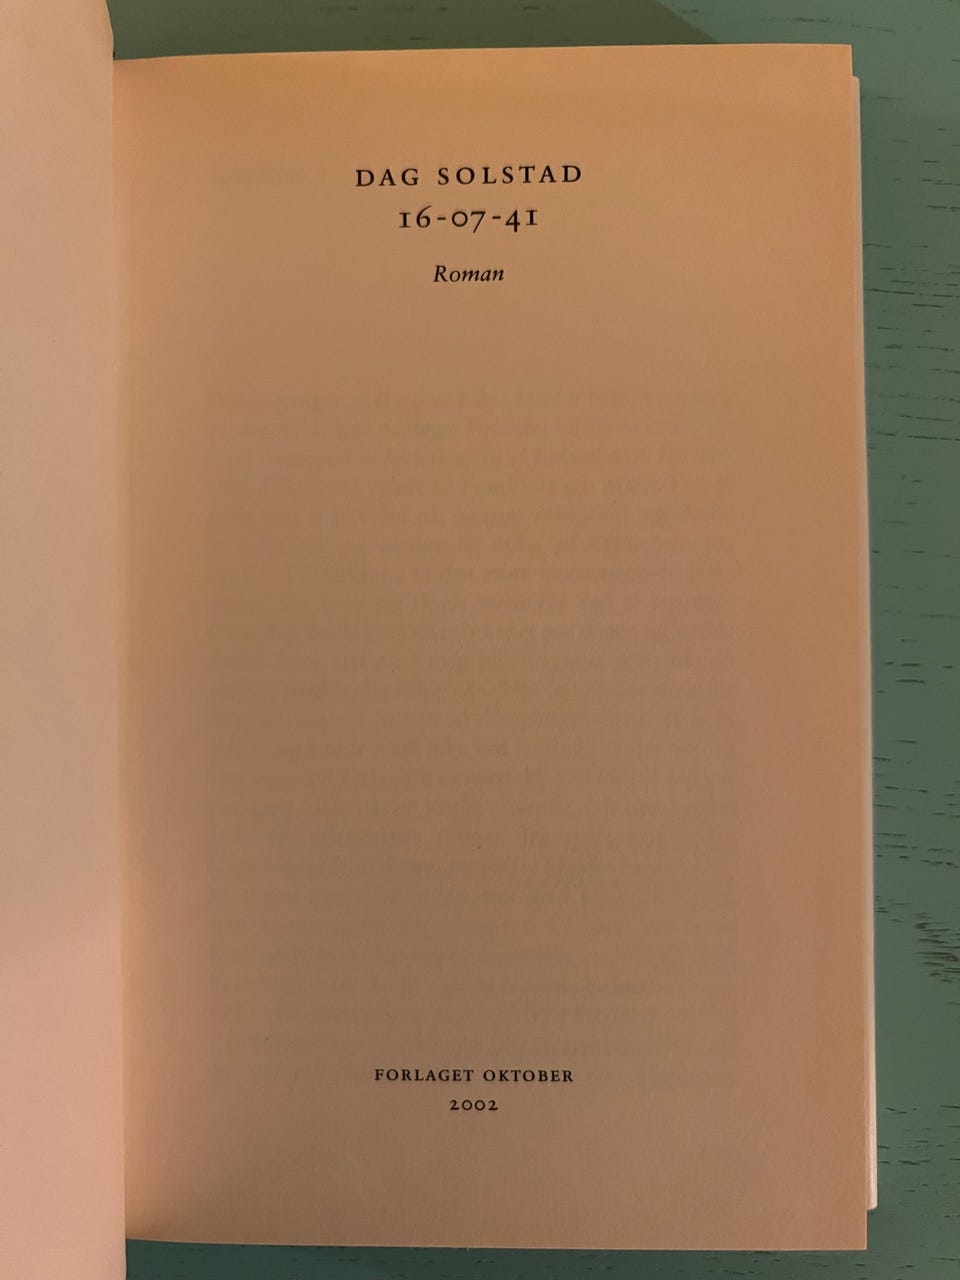 DAG SOLSTAD
16-07-41
Roman
FORLAGET OKTOBER
2002